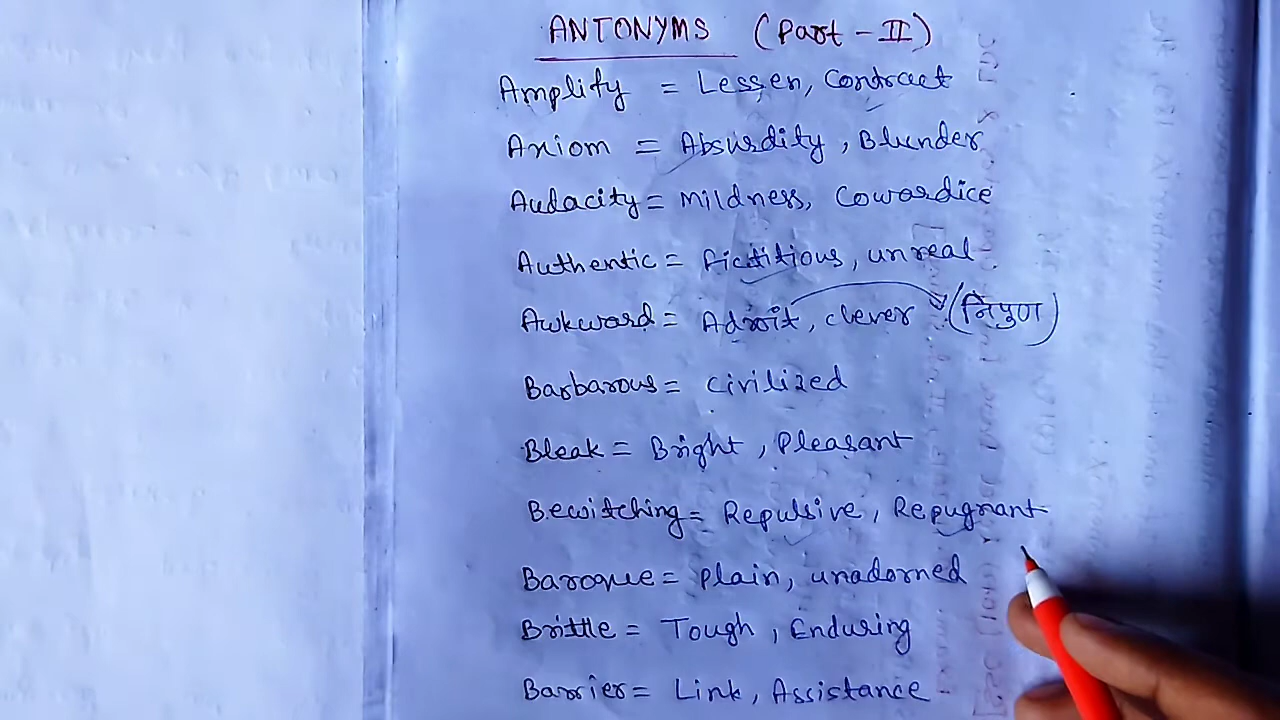 ANTONYMS (Part - II)
Amplify = Lessen, Contract
Axiom = Absurdity, Blunder
Audacity = Mildness, Cowardice
Authentic = Fictitious, unreal
Awkward = Adroit, clever (निपुण)
Barbarous = Civilized
Bleak = Bright, Pleasant
Bewitching = Repulsive, Repugnant
Baroque = Plain, unadorned
Brittle = Tough, Enduring
Barrier = Link, Assistance